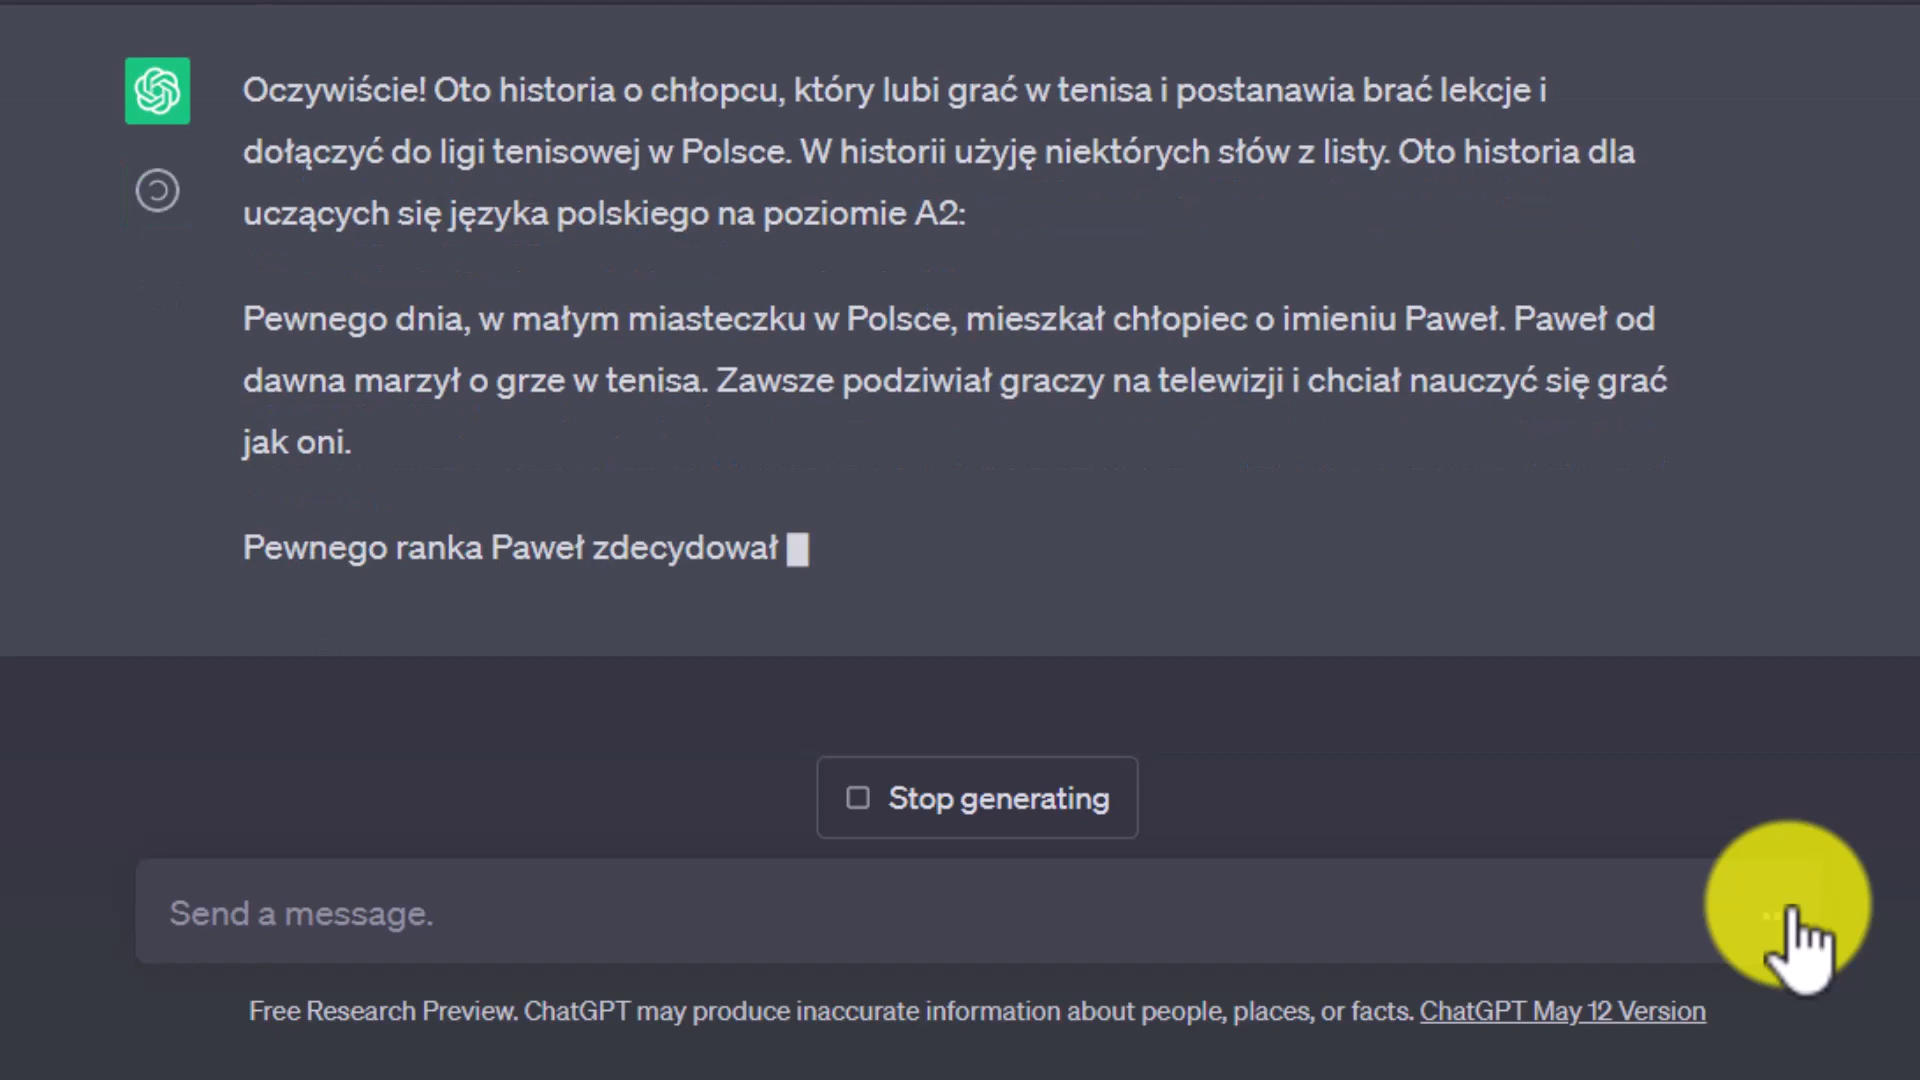 Oczywiście! Oto historia o chłopcu, który lubi grać w tenisa i postanawia brać lekcje i
dołączyć do ligi tenisowej w Polsce. W historii użyję niektórych słów z listy. Oto historia dla
uczących się języka polskiego na poziomie A2:
Pewnego dnia, w małym miasteczku w Polsce, mieszkał chłopiec o imieniu Paweł. Paweł od
dawna marzył o grze w tenisa. Zawsze podziwiał graczy na telewizji i chciał nauczyć się grać
jak oni.
Pewnego ranka Paweł zdecydował
Stop generating
Send a message.
Free Research Preview. ChatGPT may produce inaccurate information about people, places, or facts. ChatGPT May 12 Version